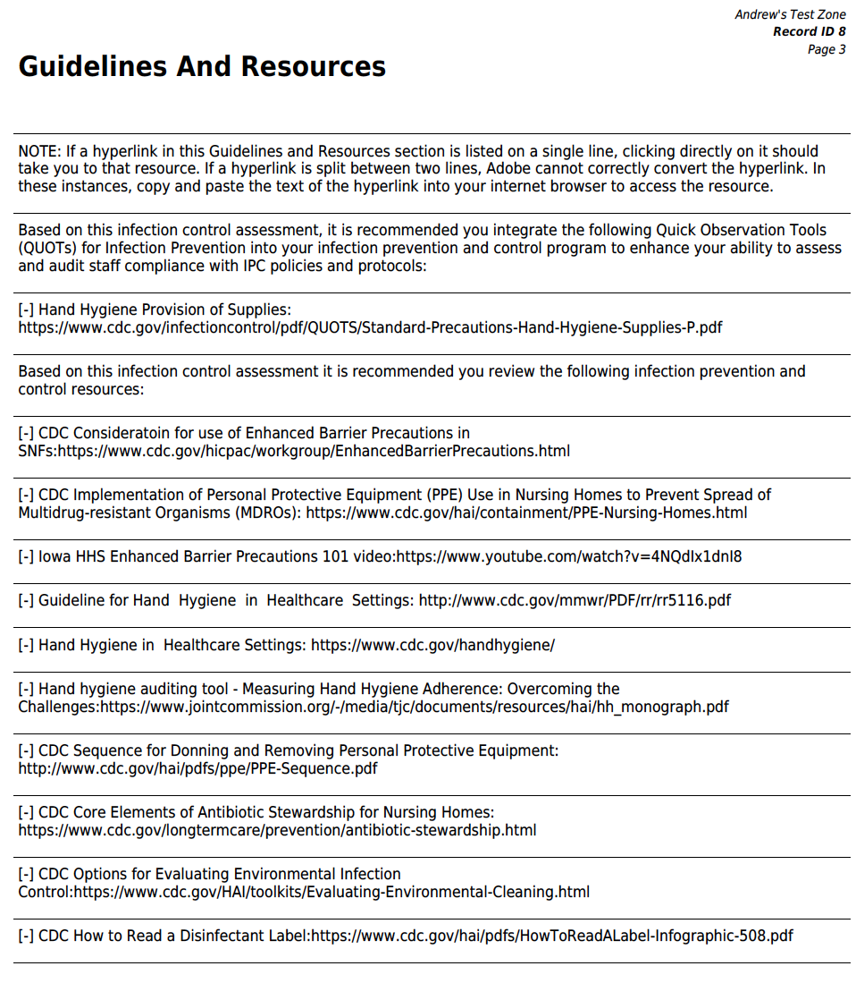 Andrew's Test Zone
Record ID 8
Page 3
Guidelines And Resources
NOTE: If a hyperlink in this Guidelines and Resources section is listed on a single line, clicking directly on it should
take you to that resource. If a hyperlink is split between two lines, Adobe cannot correctly convert the hyperlink. In
these instances, copy and paste the text of the hyperlink into your internet browser to access the resource.
Based on this infection control assessment, it is recommended you integrate the following Quick Observation Tools
(QUOTs) for Infection Prevention into your infection prevention and control program to enhance your ability to assess
and audit staff compliance with IPC policies and protocols:
[-] Hand Hygiene Provision of Supplies:
https://www.cdc.gov/infectioncontrol/pdf/QUOTS/Standard-Precautions-Hand-Hygiene-Supplies-P.pdf
Based on this infection control assessment it is recommended you review the following infection prevention and
control resources:
[-] CDC Consideratoin for use of Enhanced Barrier Precautions in
SNFs:https://www.cdc.gov/hicpac/workgroup/EnhancedBarrierPrecautions.html
[-] CDC Implementation of Personal Protective Equipment (PPE) Use in Nursing Homes to Prevent Spread of
Multidrug-resistant Organisms (MDROs): https://www.cdc.gov/hai/containment/PPE-Nursing-Homes.html
[-] Iowa HHS Enhanced Barrier Precautions 101 video:https://www.youtube.com/watch?v=4NQdIx1dnI8
[-] Guideline for Hand  Hygiene  in  Healthcare  Settings: http://www.cdc.gov/mmwr/PDF/rr/rr5116.pdf
[-] Hand Hygiene in  Healthcare Settings: https://www.cdc.gov/handhygiene/
[-] Hand hygiene auditing tool - Measuring Hand Hygiene Adherence: Overcoming the
Challenges:https://www.jointcommission.org/-/media/tjc/documents/resources/hai/hh_monograph.pdf
[-] CDC Sequence for Donning and Removing Personal Protective Equipment:
http://www.cdc.gov/hai/pdfs/ppe/PPE-Sequence.pdf
[-] CDC Core Elements of Antibiotic Stewardship for Nursing Homes:
https://www.cdc.gov/longtermcare/prevention/antibiotic-stewardship.html
[-] CDC Options for Evaluating Environmental Infection
Control:https://www.cdc.gov/HAI/toolkits/Evaluating-Environmental-Cleaning.html
[-] CDC How to Read a Disinfectant Label:https://www.cdc.gov/hai/pdfs/HowToReadALabel-Infographic-508.pdf